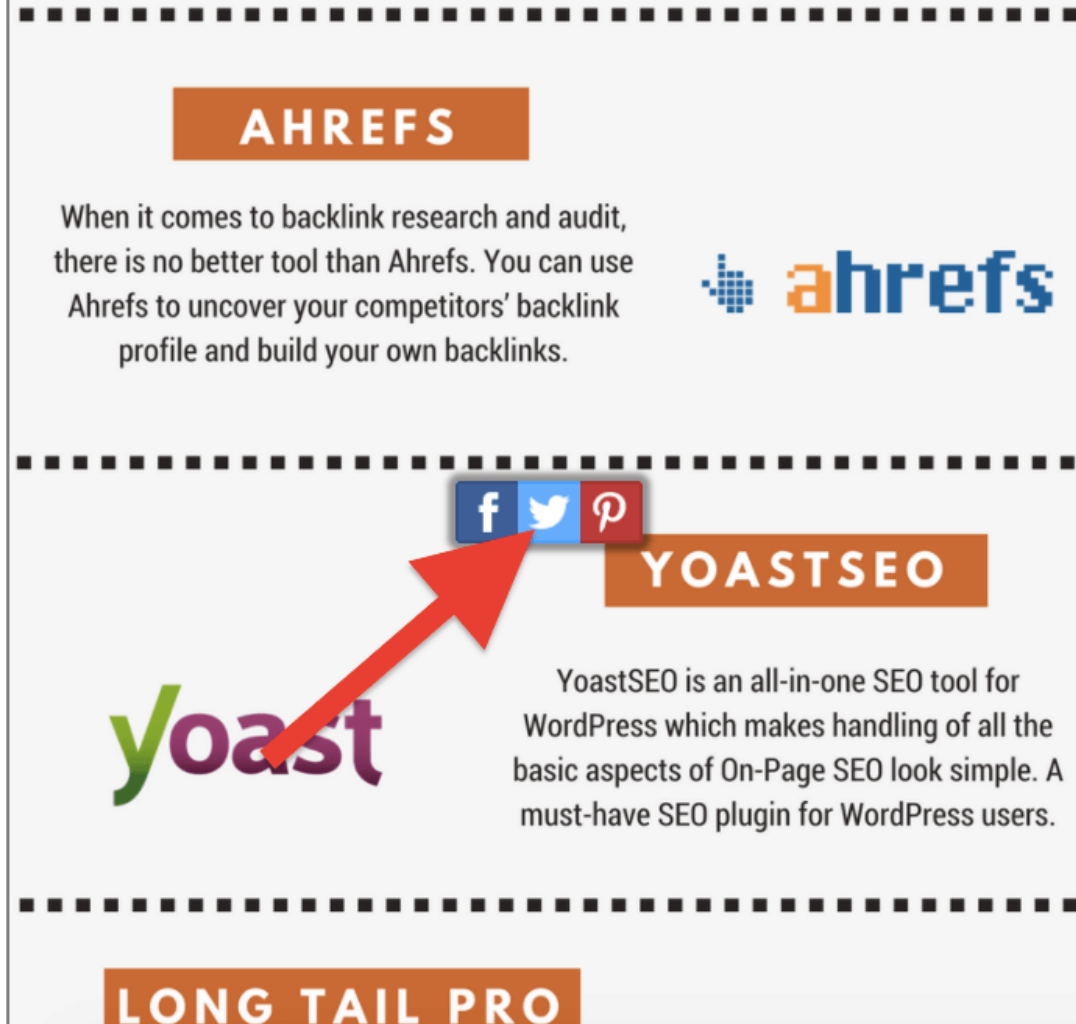 AHREFS
When it comes to backlink research and audit,
there is no better tool than Ahrefs. You can use
Ahrefs to uncover your competitors' backlink
profile and build your own backlinks.
ahrefs
f
YOASTSEO
yoast
YoastSEO is an all-in-one SEO tool for
WordPress which makes handling of all the
basic aspects of On-Page SEO look simple. A
must-have SEO plugin for WordPress users.
LONG TAIL PRO